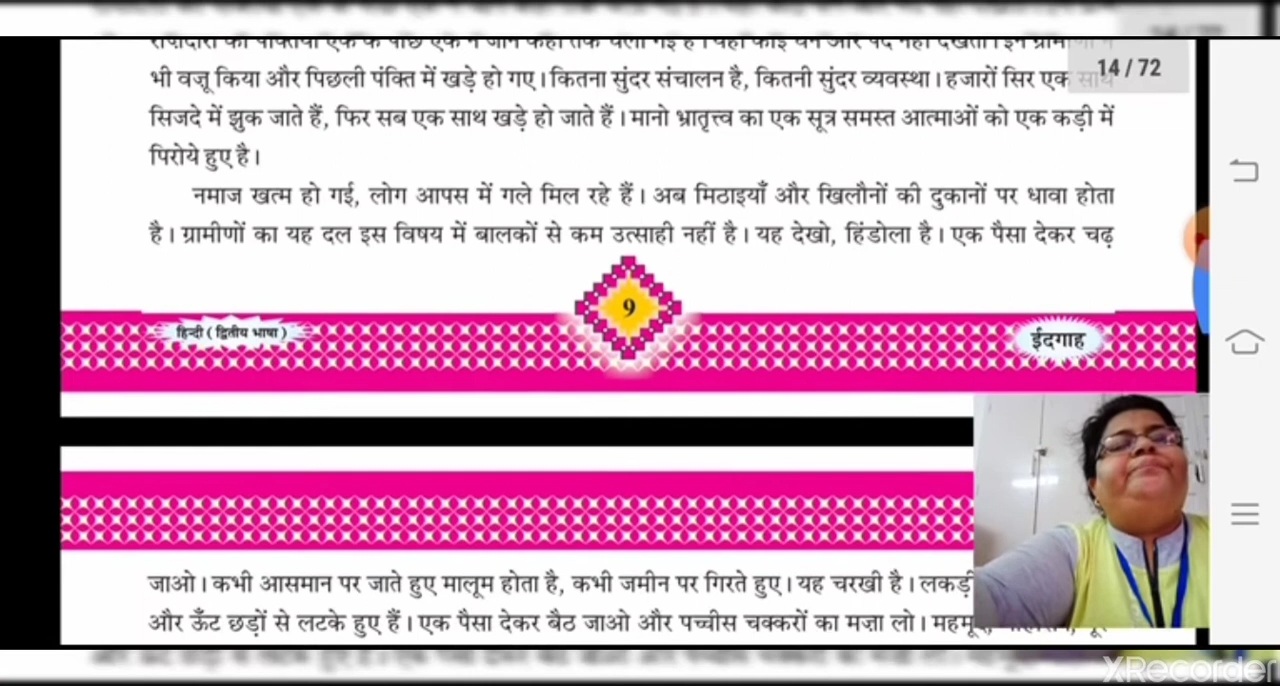 14 / 72
भी वज़ू किया और पिछली पंक्ति में खड़े हो गए। कितना सुंदर संचालन है, कितनी सुंदर व्यवस्था। हजारों सिर एक साथ
सिजदे में झुक जाते हैं, फिर सब एक साथ खड़े हो जाते हैं। मानो भ्रातृत्त्व का एक सूत्र समस्त आत्माओं को एक कड़ी में
पिरोये हुए है।
नमाज खत्म हो गई, लोग आपस में गले मिल रहे हैं। अब मिठाइयाँ और खिलौनों की दुकानों पर धावा होता
है। ग्रामीणों का यह दल इस विषय में बालकों से कम उत्साही नहीं है। यह देखो, हिंडोला है। एक पैसा देकर चढ़
9
हिन्दी ( द्वितीय भाषा )
ईदगाह
जाओ। कभी आसमान पर जाते हुए मालूम होता है, कभी जमीन पर गिरते हुए। यह चरखी है। लकड़ी
और ऊँट छड़ों से लटके हुए हैं। एक पैसा देकर बैठ जाओ और पच्चीस चक्करों का मज़ा लो।
XRecorder